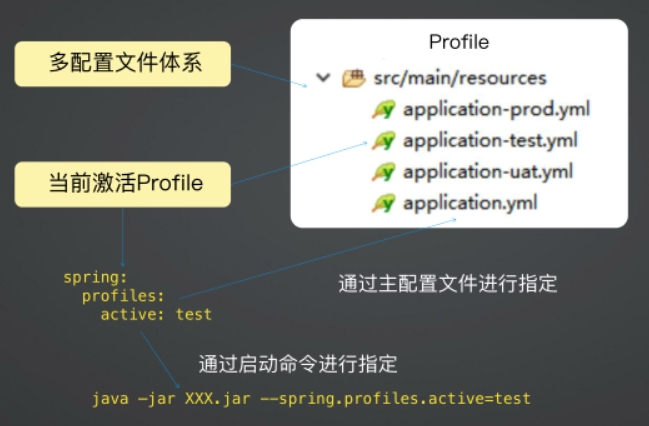 多配置文件体系
Profile
src/main/resources
application-prod.yml
application-test.yml
application-uat.yml
application.yml
当前激活Profile
spring:
profiles:
active: test
通过主配置文件进行指定
通过启动命令进行指定
java -jar XXX.jar --spring.profiles.active=test